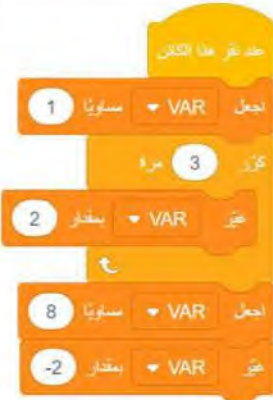 عند نقر هذا الكائن
اجعل VAR مساويًا 1
كرّر 3 مرة
غيّر VAR بمقدار 2
اجعل VAR مساويًا 8
غيّر VAR بمقدار -2